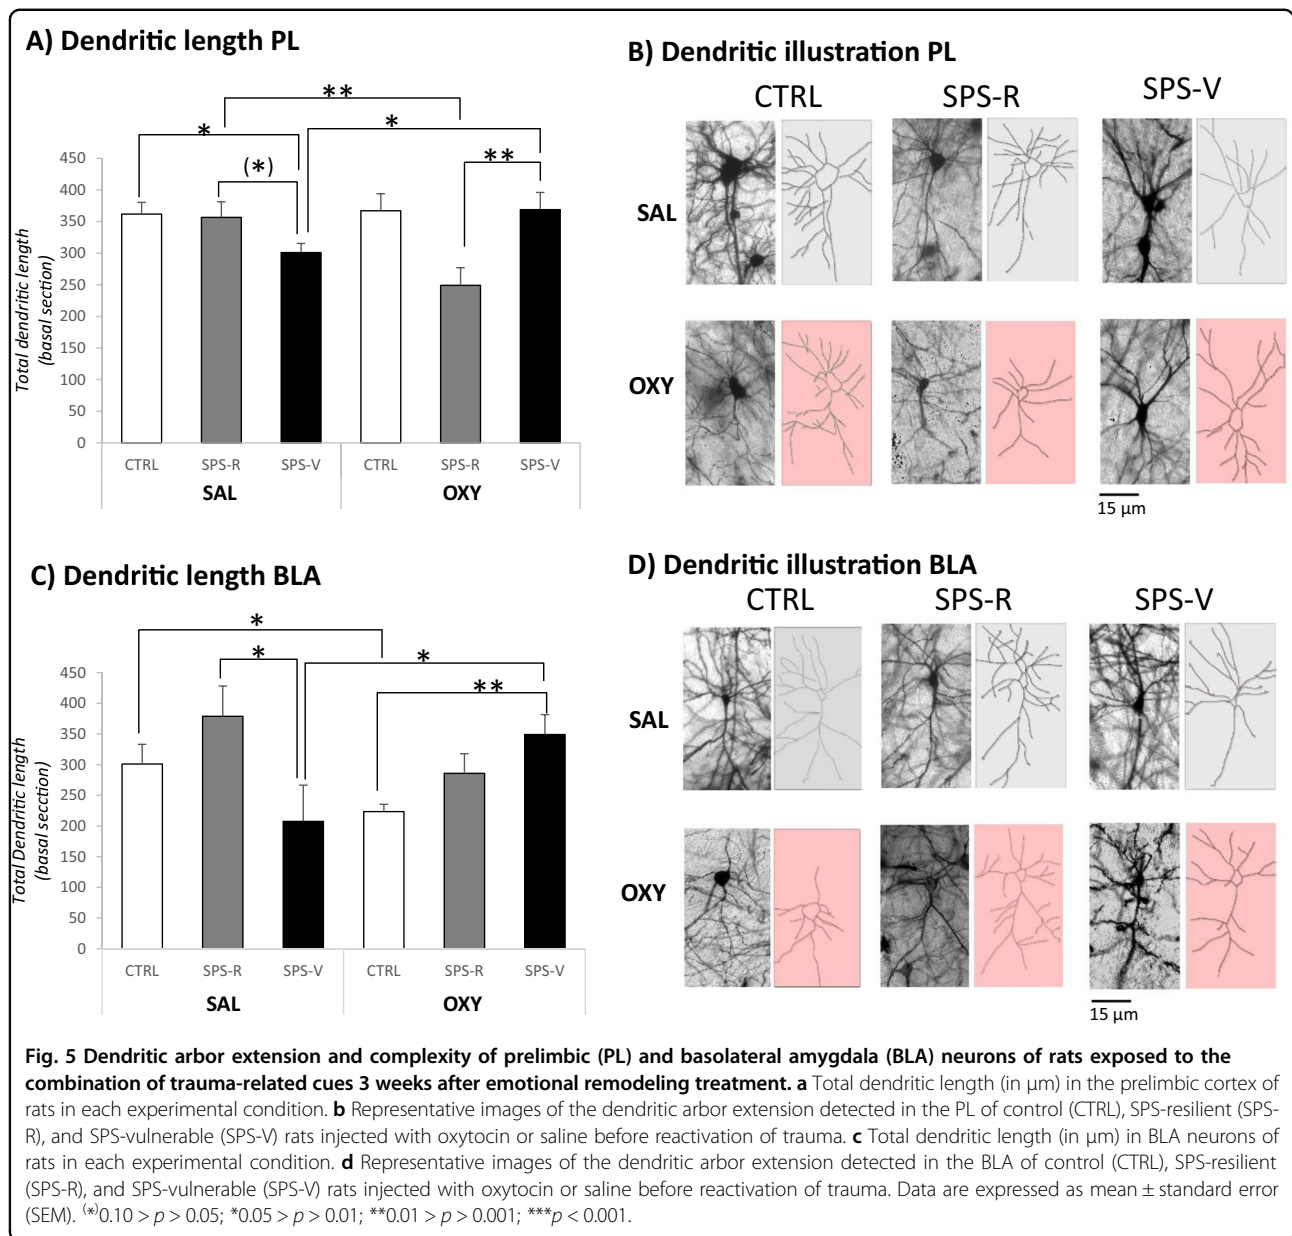 A) Dendritic length PL
**
*
*
(*)
**
450
400
350
300
250
200
150
100
50
0
Total dendritic length
(basal section)
CTRL SPS-R SPS-V CTRL SPS-R SPS-V
SAL OXY
B) Dendritic illustration PL
CTRL SPS-R SPS-V
SAL
OXY
15 µm
C) Dendritic length BLA
*
*
*
**
450
400
350
300
250
200
150
100
50
0
Total Dendritic length
(basal secction)
CTRL SPS-R SPS-V CTRL SPS-R SPS-V
SAL OXY
D) Dendritic illustration BLA
CTRL SPS-R SPS-V
SAL
OXY
15 µm
Fig. 5 Dendritic arbor extension and complexity of prelimbic (PL) and basolateral amygdala (BLA) neurons of rats exposed to the
combination of trauma-related cues 3 weeks after emotional remodeling treatment. a Total dendritic length (in µm) in the prelimbic cortex of
rats in each experimental condition. b Representative images of the dendritic arbor extension detected in the PL of control (CTRL), SPS-resilient (SPS-
R), and SPS-vulnerable (SPS-V) rats injected with oxytocin or saline before reactivation of trauma. c Total dendritic length (in µm) in BLA neurons of
rats in each experimental condition. d Representative images of the dendritic arbor extension detected in the BLA of control (CTRL), SPS-resilient
(SPS-R), and SPS-vulnerable (SPS-V) rats injected with oxytocin or saline before reactivation of trauma. Data are expressed as mean ± standard error
(SEM). (*)0.10 > p > 0.05; *0.05 > p > 0.01; **0.01 > p > 0.001; ***p < 0.001.